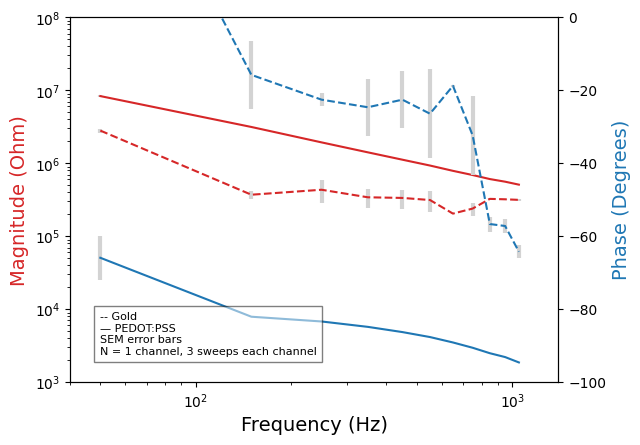 10^8
10^7
10^6
10^5
10^4
10^3
Magnitude (Ohm)
0
−20
−40
−60
−80
−100
Phase (Degrees)
-- Gold
— PEDOT:PSS
SEM error bars
N = 1 channel, 3 sweeps each channel
10^2
10^3
Frequency (Hz)